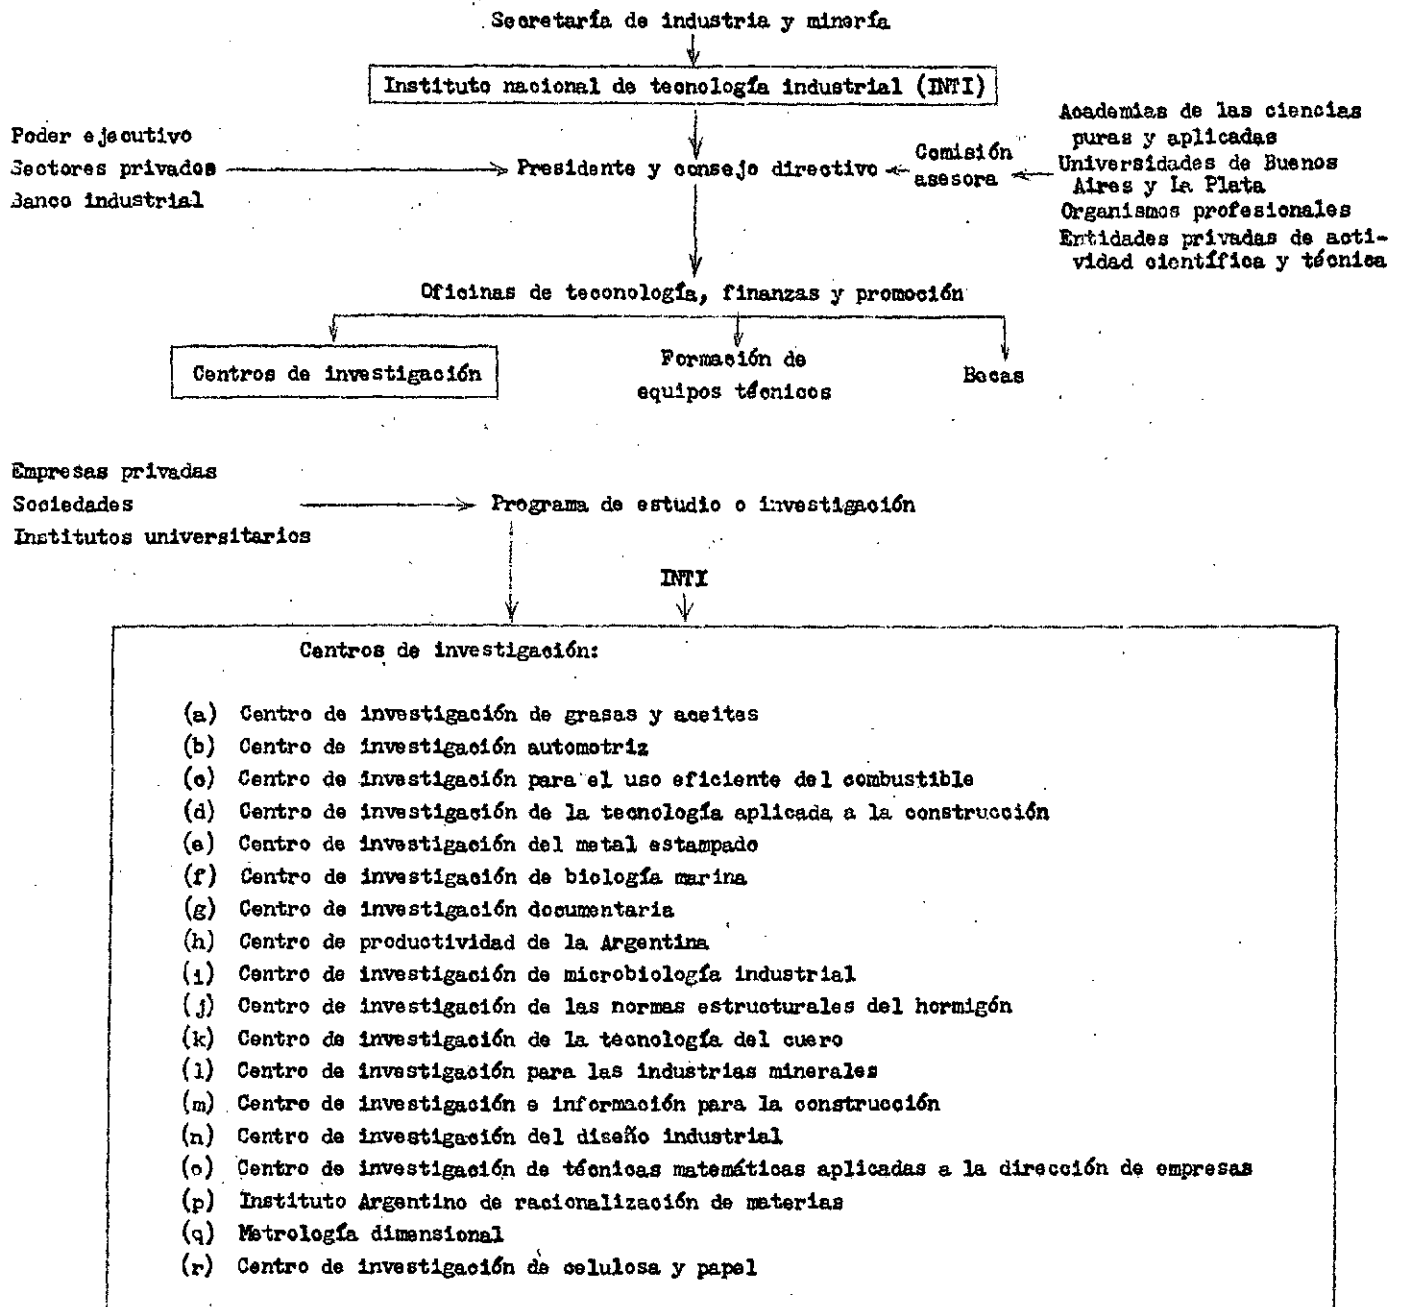 Secretaría de industria y minería
Instituto nacional de tecnología industrial (INTI)
Poder ejecutivo
Sectores privados
Banco industrial
Presidente y consejo directivo
Comisión
asesora
Academias de las ciencias
puras y aplicadas
Universidades de Buenos
Aires y La Plata
Organismos profesionales
Entidades privadas de acti-
vidad científica y técnica
Oficinas de teconología, finanzas y promoción
Centros de investigación
Formación de
equipos técnicos
Becas
Empresas privadas
Sociedades
Institutos universitarios
Programa de estudio o investigación
INTI
Centros de investigación:
(a) Centro de investigación de grasas y aceites
(b) Centro de investigación automotriz
(c) Centro de investigación para el uso eficiente del combustible
(d) Centro de investigación de la tecnología aplicada a la construcción
(e) Centro de investigación del metal estampado
(f) Centro de investigación de biología marina
(g) Centro de investigación documentaria
(h) Centro de productividad de la Argentina
(i) Centro de investigación de microbiología industrial
(j) Centro de investigación de las normas estructurales del hormigón
(k) Centro de investigación de la tecnología del cuero
(l) Centro de investigación para las industrias minerales
(m) Centro de investigación e información para la construcción
(n) Centro de investigación del diseño industrial
(o) Centro de investigación de técnicas matemáticas aplicadas a la dirección de empresas
(p) Instituto Argentino de racionalización de materias
(q) Metrología dimensional
(r) Centro de investigación de celulosa y papel